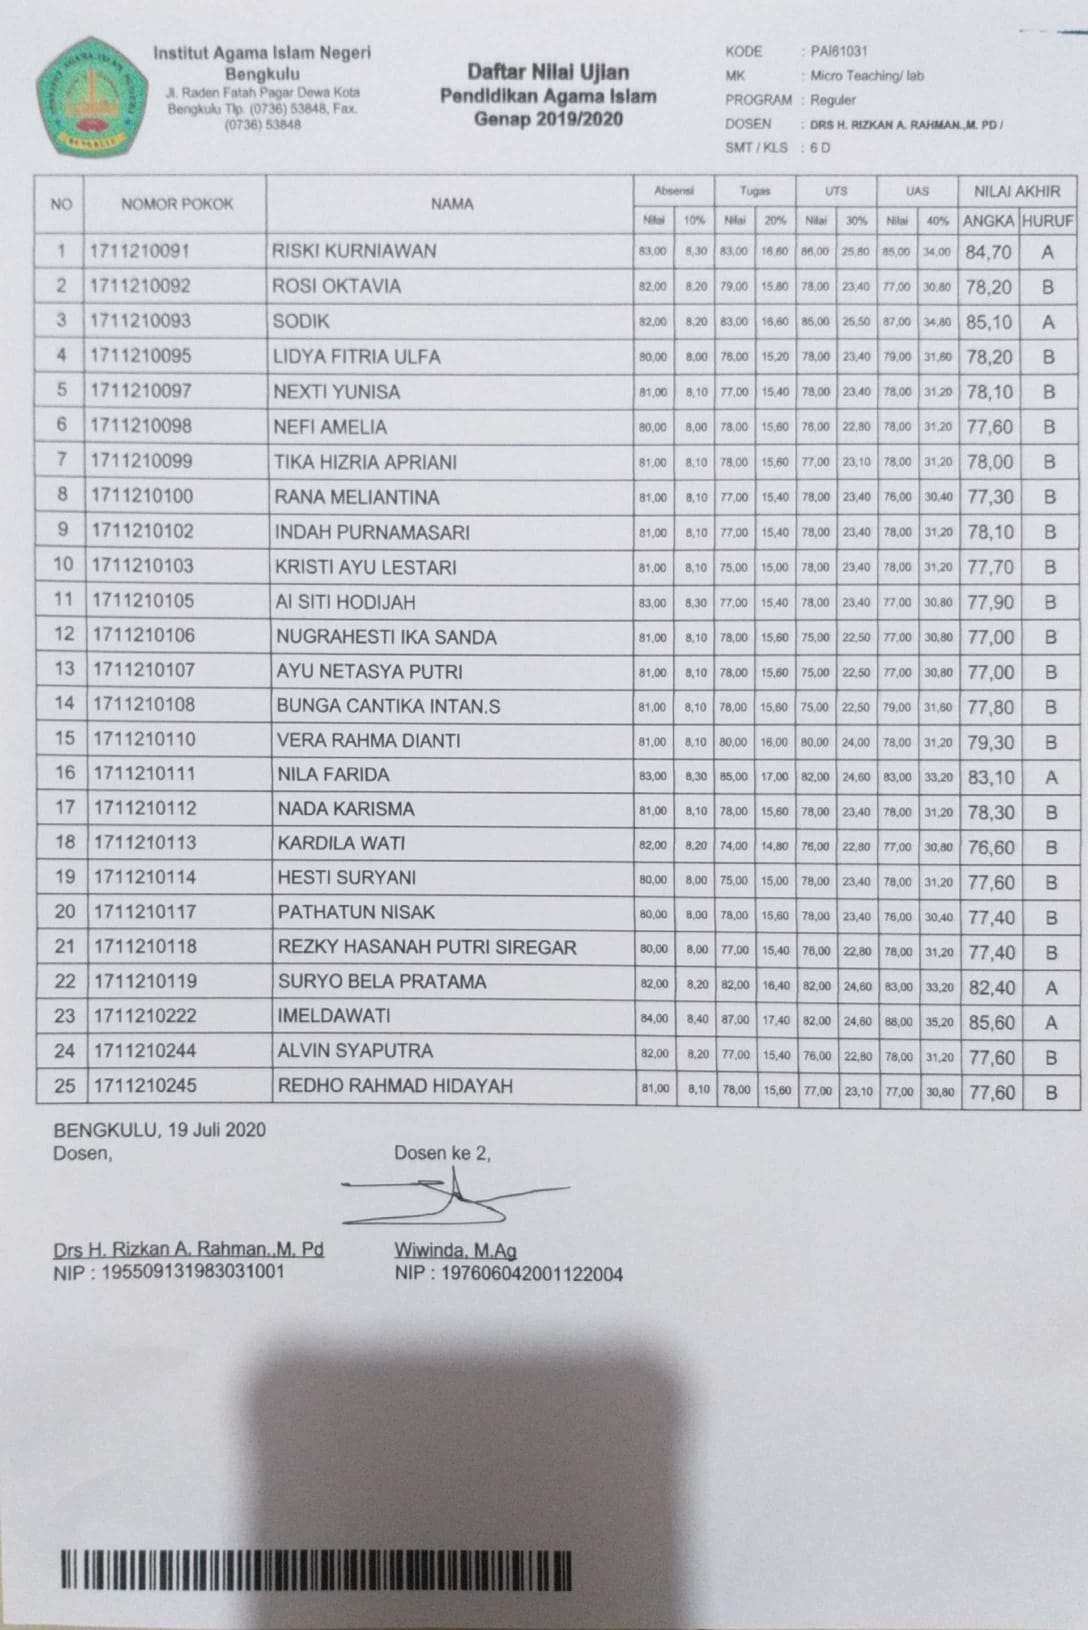 Institut Agama Islam Negeri
Bengkulu
Jl. Raden Fatah Pagar Dewa Kota
Bengkulu Tlp. (0736) 53848, Fax.
(0736) 53848
Daftar Nilai Ujian
Pendidikan Agama Islam
Genap 2019/2020
KODE : PAI61031
MK : Micro Teaching/ lab
PROGRAM : Reguler
DOSEN : DRS H. RIZKAN A. RAHMAN.,M. PD /
SMT / KLS : 6 D
NO NOMOR POKOK NAMA Absensi Tugas UTS UAS NILAI AKHIR
Nilai 10% Nilai 20% Nilai 30% Nilai 40% ANGKA HURUF
1 1711210091 RISKI KURNIAWAN 83,00 8,30 83,00 16,60 86,00 25,80 85,00 34,00 84,70 A
2 1711210092 ROSI OKTAVIA 82,00 8,20 79,00 15,80 78,00 23,40 77,00 30,80 78,20 B
3 1711210093 SODIK 82,00 8,20 83,00 16,60 85,00 25,50 87,00 34,80 85,10 A
4 1711210095 LIDYA FITRIA ULFA 80,00 8,00 76,00 15,20 78,00 23,40 79,00 31,60 78,20 B
5 1711210097 NEXTI YUNISA 81,00 8,10 77,00 15,40 78,00 23,40 78,00 31,20 78,10 B
6 1711210098 NEFI AMELIA 80,00 8,00 78,00 15,60 76,00 22,80 78,00 31,20 77,60 B
7 1711210099 TIKA HIZRIA APRIANI 81,00 8,10 78,00 15,60 77,00 23,10 78,00 31,20 78,00 B
8 1711210100 RANA MELIANTINA 81,00 8,10 77,00 15,40 78,00 23,40 76,00 30,40 77,30 B
9 1711210102 INDAH PURNAMASARI 81,00 8,10 77,00 15,40 78,00 23,40 78,00 31,20 78,10 B
10 1711210103 KRISTI AYU LESTARI 81,00 8,10 75,00 15,00 78,00 23,40 78,00 31,20 77,70 B
11 1711210105 AI SITI HODIJAH 83,00 8,30 77,00 15,40 78,00 23,40 77,00 30,80 77,90 B
12 1711210106 NUGRAHESTI IKA SANDA 81,00 8,10 78,00 15,60 75,00 22,50 77,00 30,80 77,00 B
13 1711210107 AYU NETASYA PUTRI 81,00 8,10 78,00 15,60 75,00 22,50 77,00 30,80 77,00 B
14 1711210108 BUNGA CANTIKA INTAN.S 81,00 8,10 78,00 15,60 75,00 22,50 79,00 31,60 77,80 B
15 1711210110 VERA RAHMA DIANTI 81,00 8,10 80,00 16,00 80,00 24,00 78,00 31,20 79,30 B
16 1711210111 NILA FARIDA 83,00 8,30 85,00 17,00 82,00 24,60 83,00 33,20 83,10 A
17 1711210112 NADA KARISMA 81,00 8,10 78,00 15,60 78,00 23,40 78,00 31,20 78,30 B
18 1711210113 KARDILA WATI 82,00 8,20 74,00 14,80 76,00 22,80 77,00 30,80 76,60 B
19 1711210114 HESTI SURYANI 80,00 8,00 75,00 15,00 78,00 23,40 78,00 31,20 77,60 B
20 1711210117 PATHATUN NISAK 80,00 8,00 78,00 15,60 78,00 23,40 76,00 30,40 77,40 B
21 1711210118 REZKY HASANAH PUTRI SIREGAR 80,00 8,00 77,00 15,40 76,00 22,80 78,00 31,20 77,40 B
22 1711210119 SURYO BELA PRATAMA 82,00 8,20 82,00 16,40 82,00 24,60 83,00 33,20 82,40 A
23 1711210222 IMELDAWATI 84,00 8,40 87,00 17,40 82,00 24,60 88,00 35,20 85,60 A
24 1711210244 ALVIN SYAPUTRA 82,00 8,20 77,00 15,40 76,00 22,80 78,00 31,20 77,60 B
25 1711210245 REDHO RAHMAD HIDAYAH 81,00 8,10 78,00 15,60 77,00 23,10 77,00 30,80 77,60 B
BENGKULU, 19 Juli 2020
Dosen, Dosen ke 2,
Drs H. Rizkan A. Rahman.,M. Pd Wiwinda, M.Ag
NIP : 195509131983031001 NIP : 197606042001122004